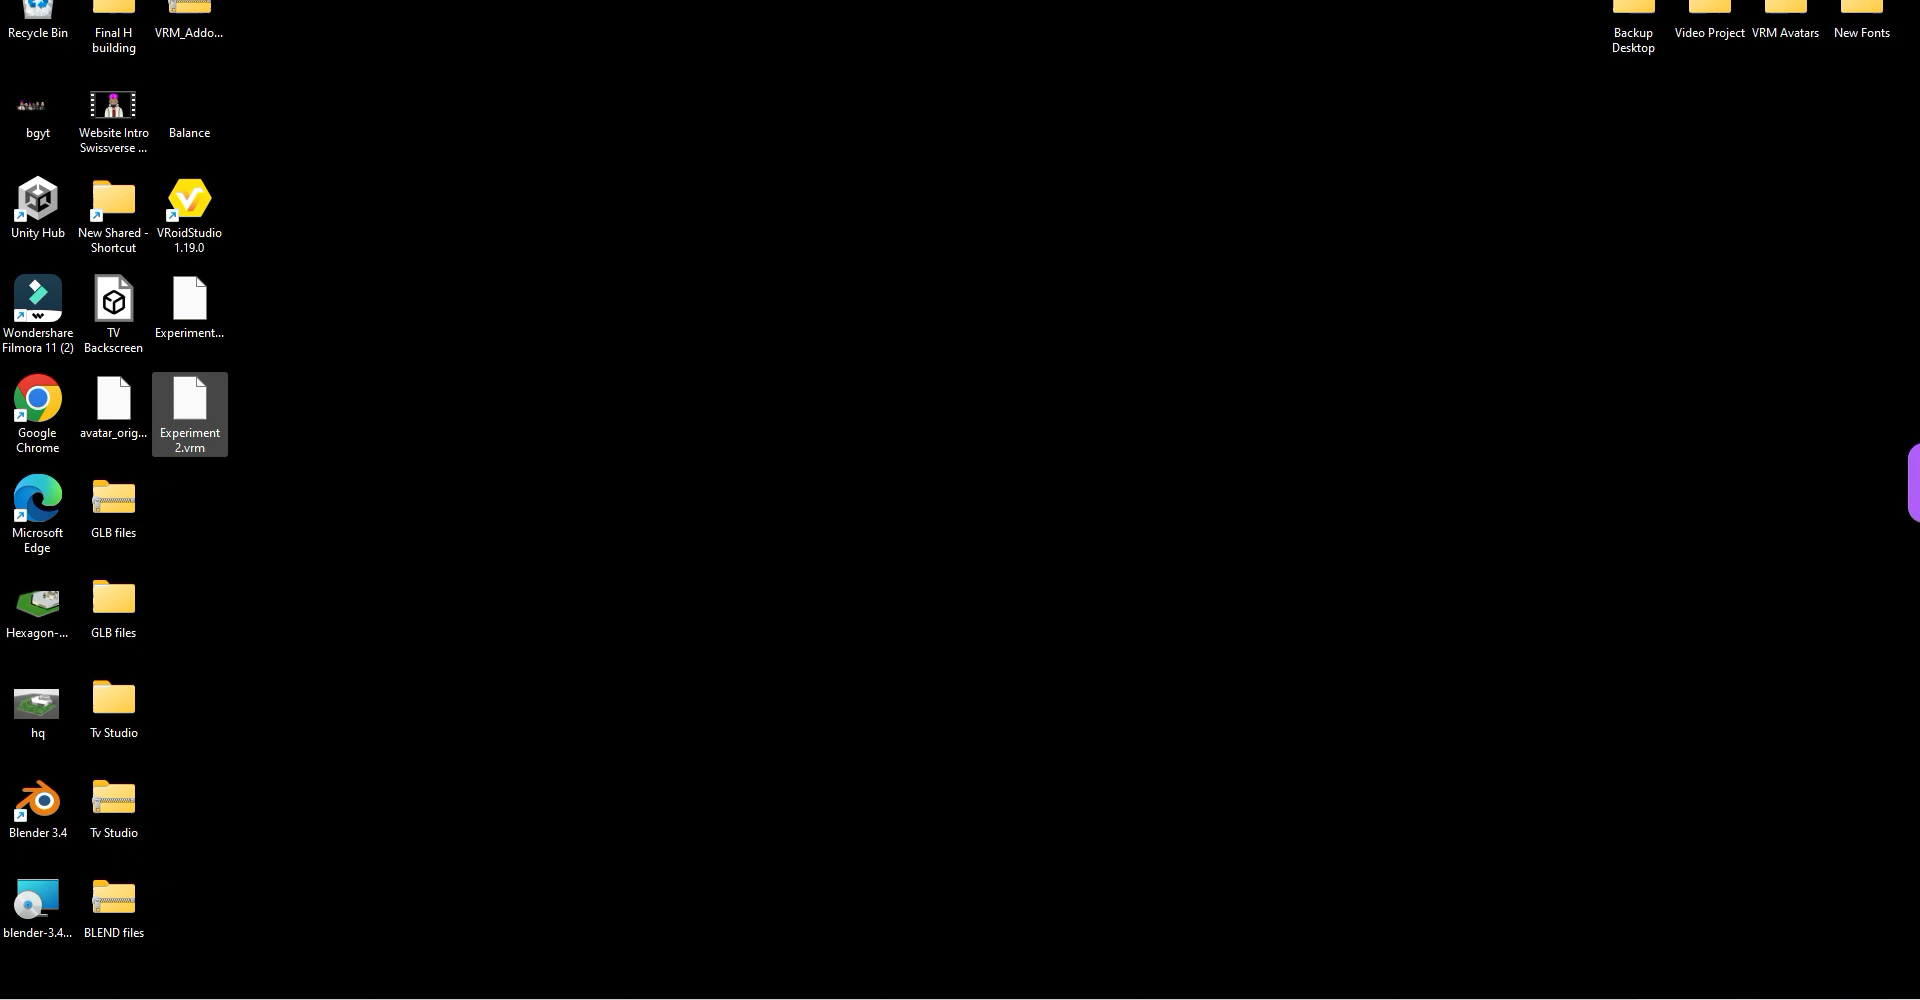 Recycle Bin
Final H
building
VRM_Addo...
Backup
Desktop
Video Project
VRM Avatars
New Fonts
bgyt
Website Intro
Swissverse ...
Balance
Unity Hub
New Shared -
Shortcut
VRoidStudio
1.19.0
Wondershare
Filmora 11 (2)
TV
Backscreen
Experiment...
Google
Chrome
avatar_orig...
Experiment
2.vrm
Microsoft
Edge
GLB files
Hexagon-...
GLB files
hq
Tv Studio
Blender 3.4
Tv Studio
blender-3.4...
BLEND files